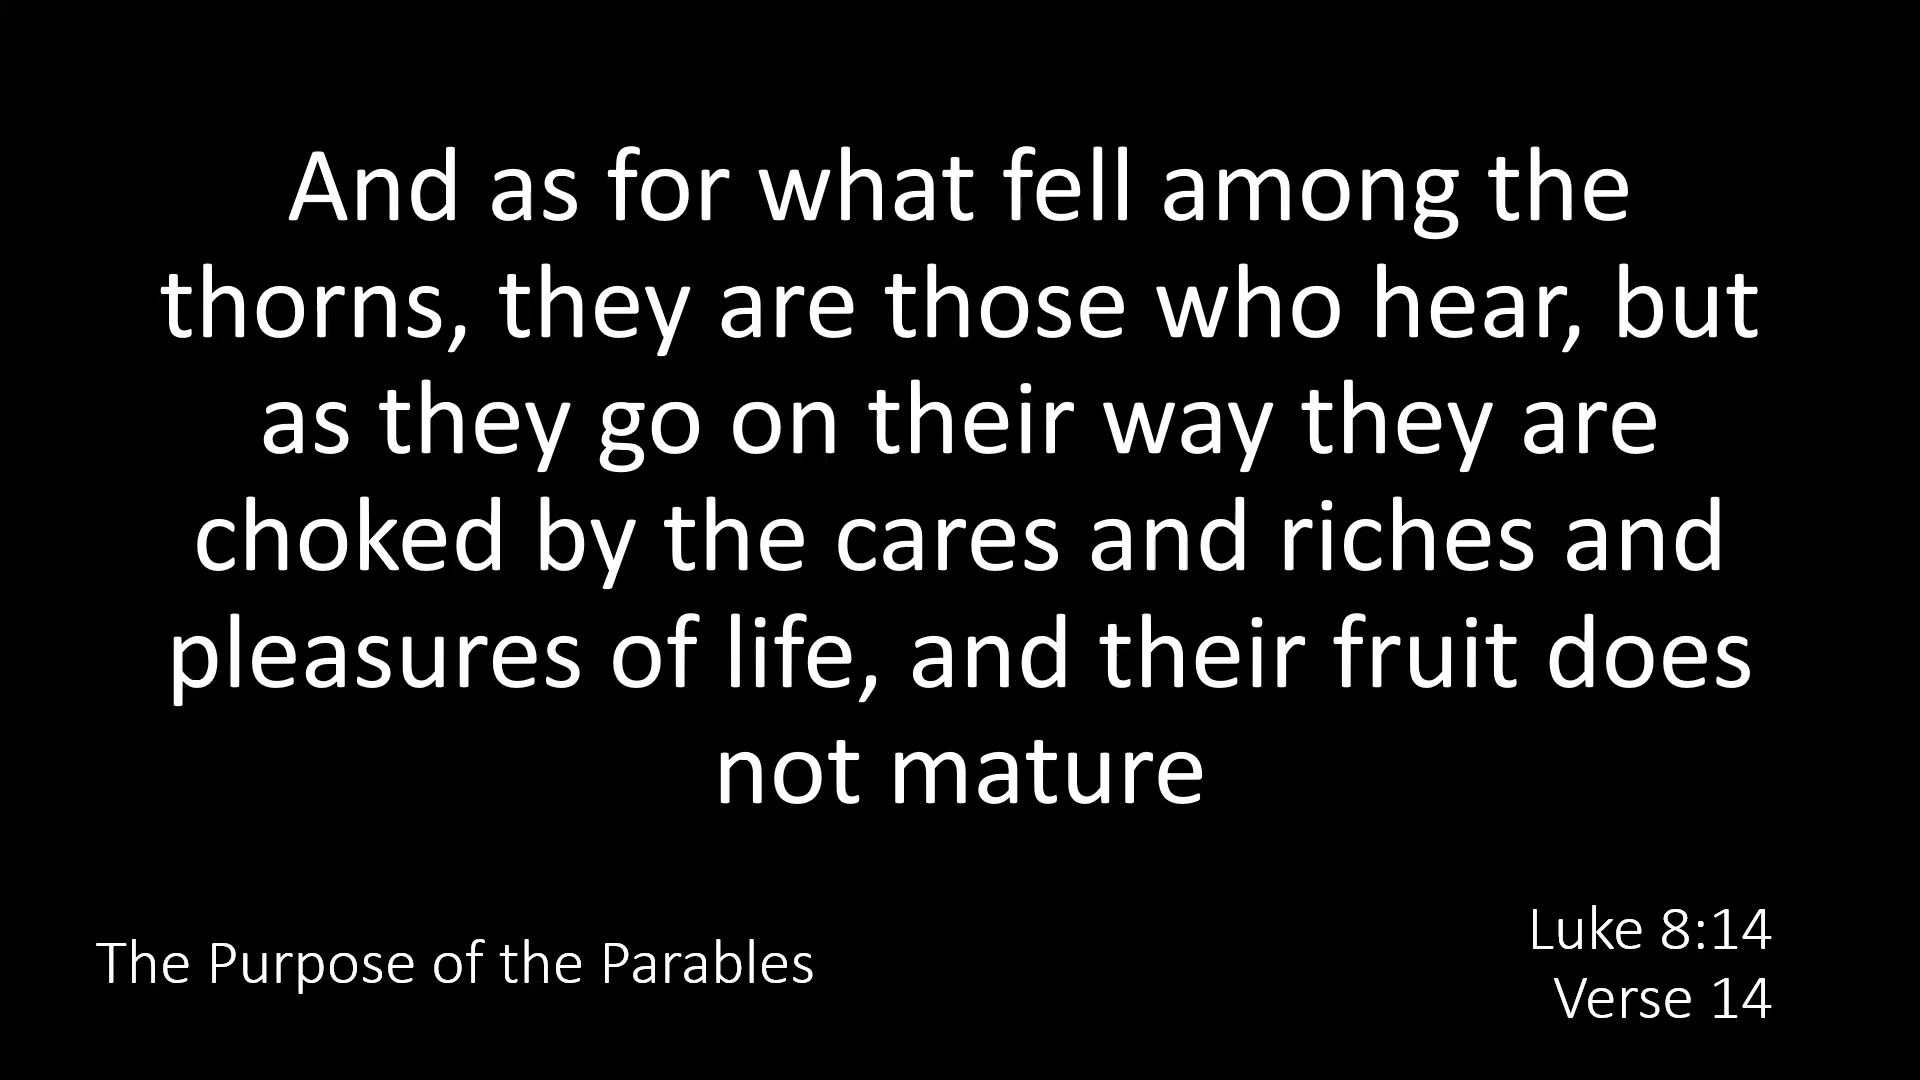 And as for what fell among the
thorns, they are those who hear, but
as they go on their way they are
choked by the cares and riches and
pleasures of life, and their fruit does
not mature
The Purpose of the Parables
Luke 8:14
Verse 14